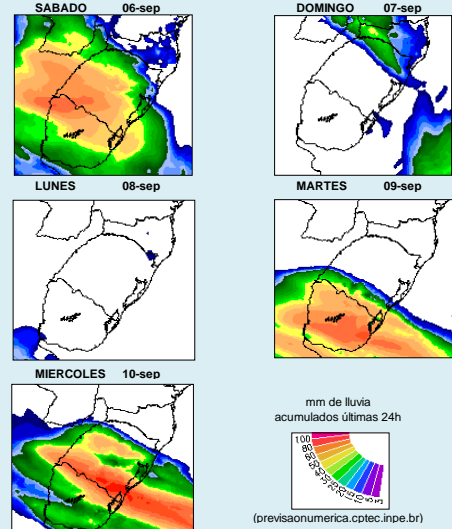 SABADO 06-sep
DOMINGO 07-sep
LUNES 08-sep
MARTES 09-sep
MIERCOLES 10-sep
mm de lluvia
acumulados últimas 24h
100
80
60
50
(previsaonumerica.cptec.inpe.br)